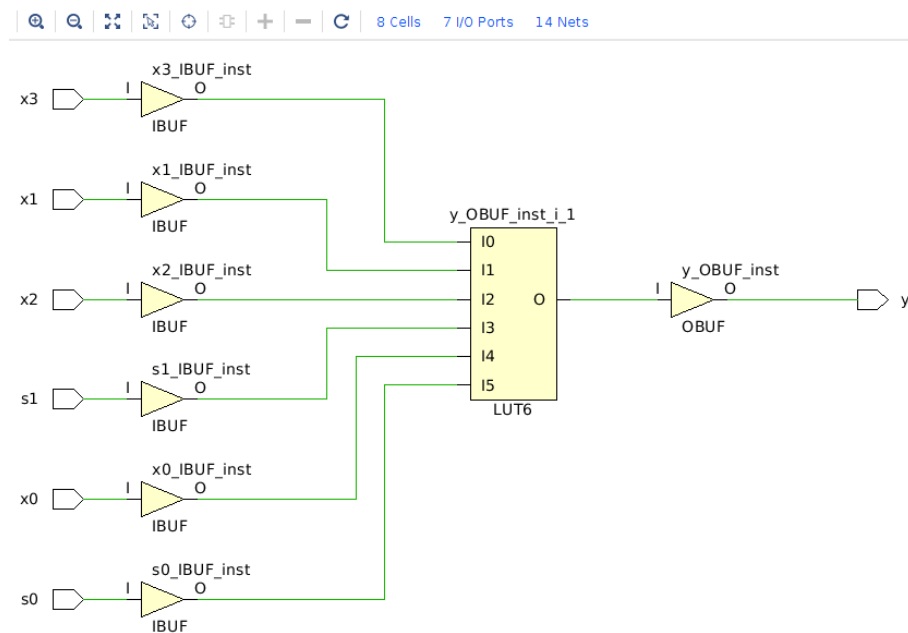 8 Cells 7 I/O Ports 14 Nets
x3_IBUF_inst
x3 I O
IBUF
x1_IBUF_inst
x1 I O
IBUF
y_OBUF_inst_i_1
I0
I1
x2_IBUF_inst
x2 I O
IBUF
I2 O
y_OBUF_inst
I O
OBUF
y
I3
I4
I5
LUT6
s1_IBUF_inst
s1 I O
IBUF
x0_IBUF_inst
x0 I O
IBUF
s0_IBUF_inst
s0 I O
IBUF